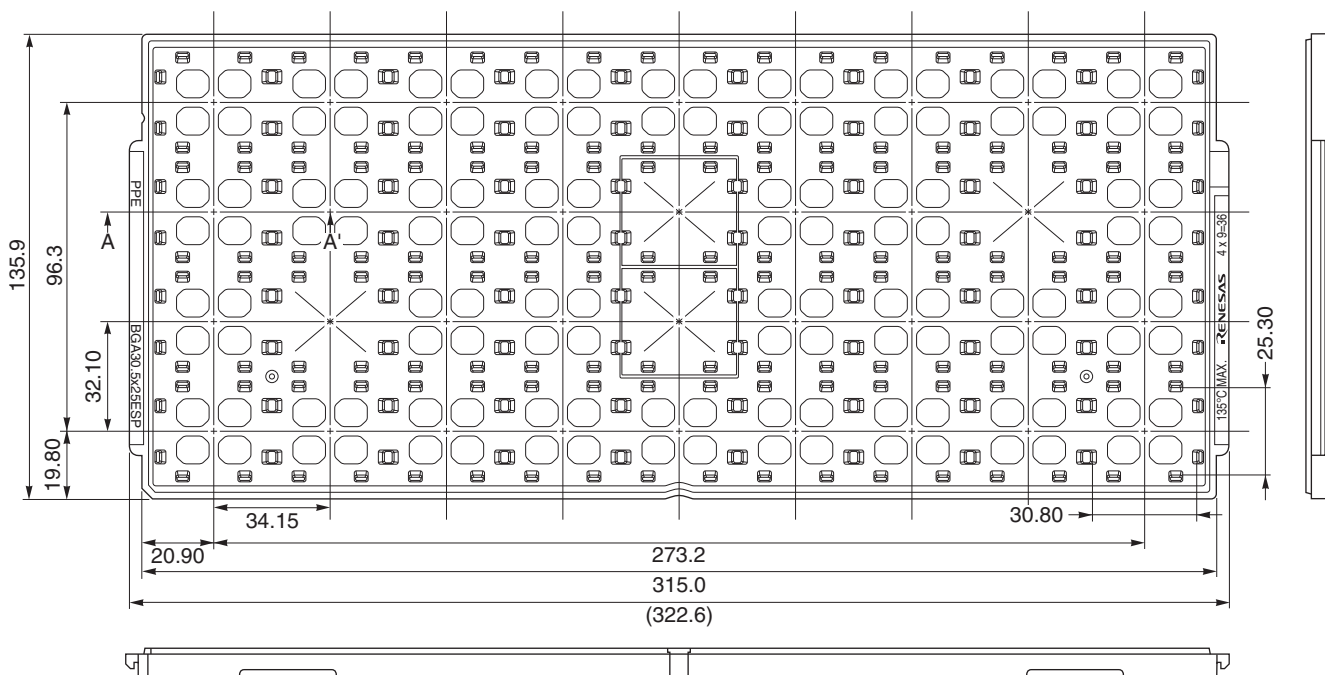 PPE
A
A'
135.9
96.3
4 x 9=36
RENESAS
25.30
32.10
BGA30.5x25ESP
135°C MAX.
19.80
34.15
30.80
20.90
273.2
315.0
(322.6)